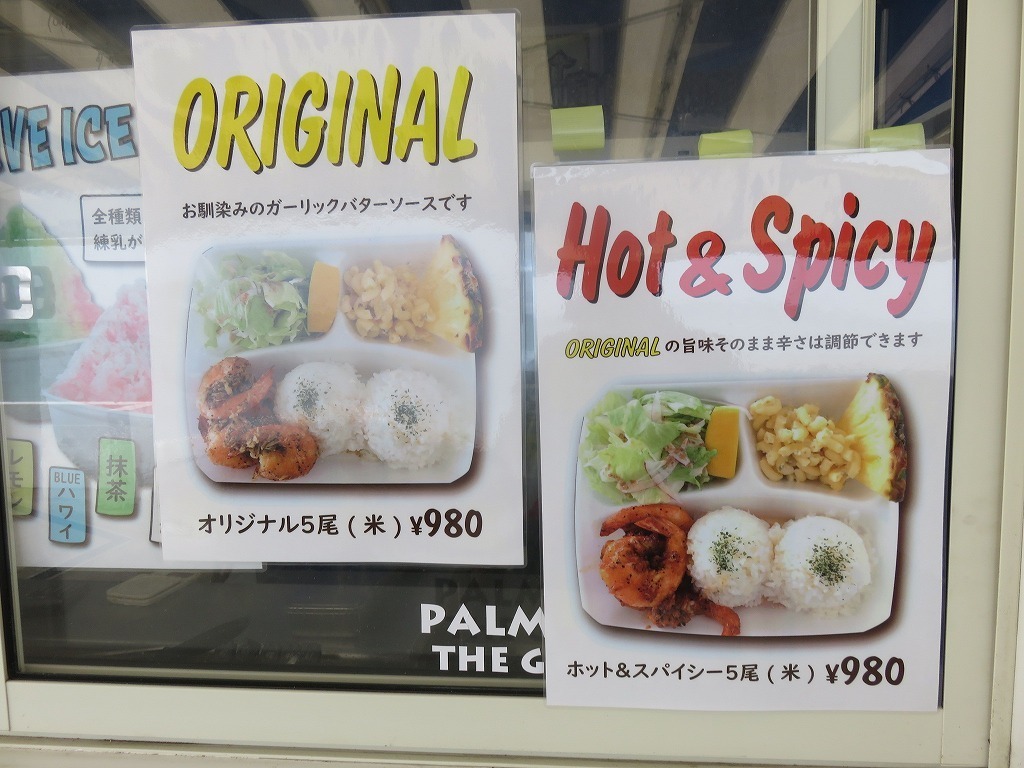 ORIGINAL
お馴染みのガーリックバターソースです
オリジナル5尾(米)¥980
Hot & Spicy
ORIGINALの旨味そのまま辛さは調節できます
ホット&スパイシー5尾(米)¥980
VE ICE
全種類
練乳が
レモン
BLUE
ハワイ
抹茶
PALM
THE G